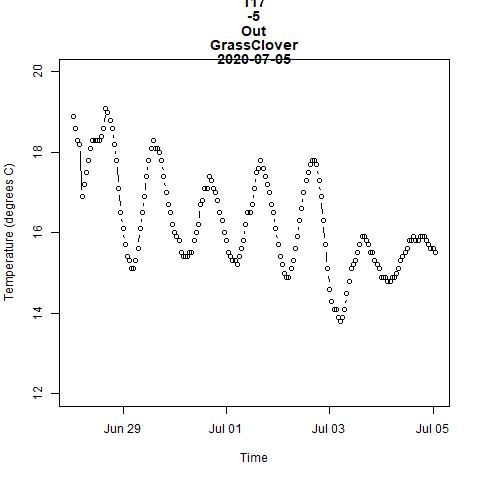 117
-5
Out
GrassClover
2020-07-05
Temperature (degrees C)
20
18
16
14
12
Jun 29
Jul 01
Jul 03
Jul 05
Time